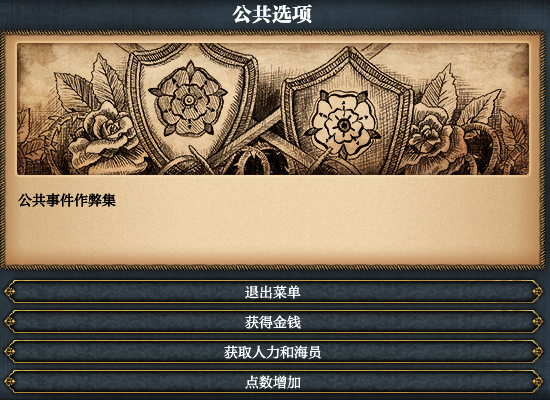 公共选项
公共事件作弊集
退出菜单
获得金钱
获取人力和海员
点数增加